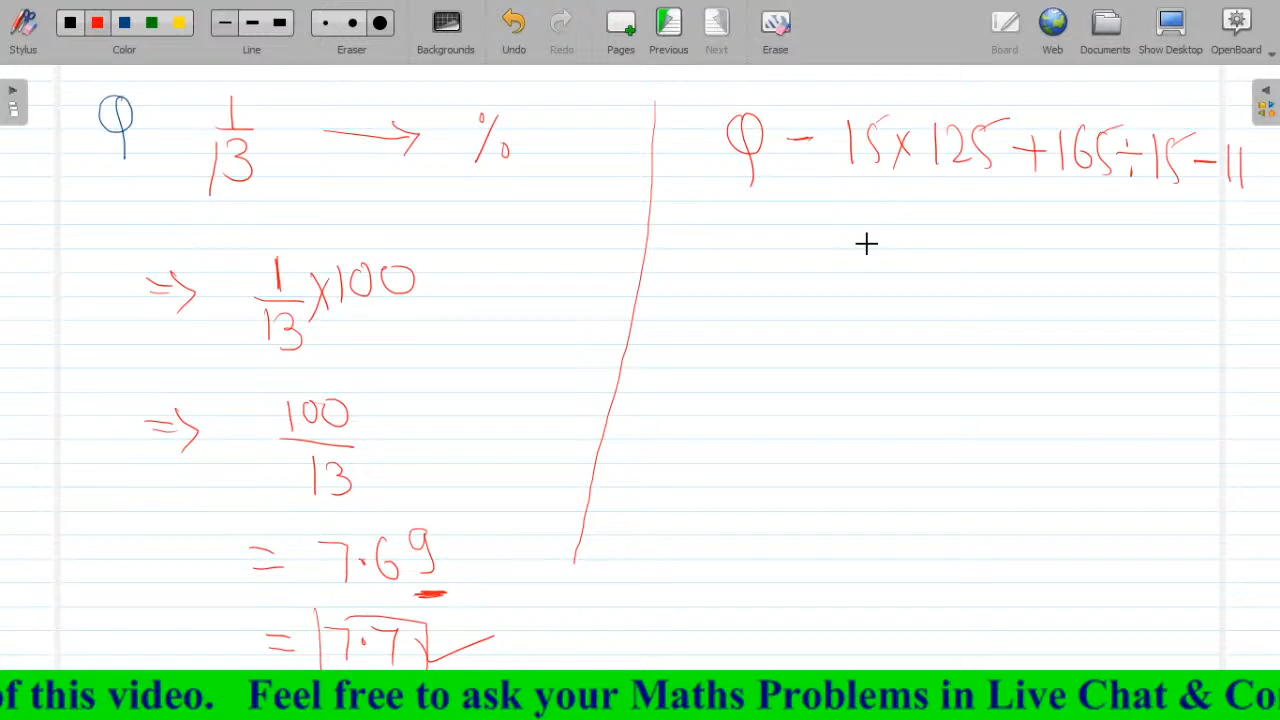 Stylus Color Line Eraser Backgrounds Undo Redo Pages Previous Next Erase Board Web Documents Show Desktop OpenBoard
Q 1/13 → %
⇒ 1/13 × 100
⇒ 100/13
= 7.69
= 7.7
Q - 15 × 125 + 165 ÷ 15 - 11
of this video. Feel free to ask your Maths Problems in Live Chat & Co